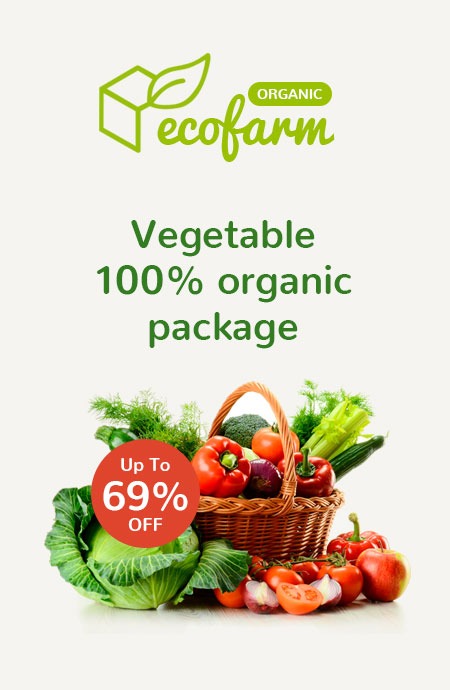 ORGANIC
ecofarm
Vegetable
100% organic
package
Up To
69%
OFF